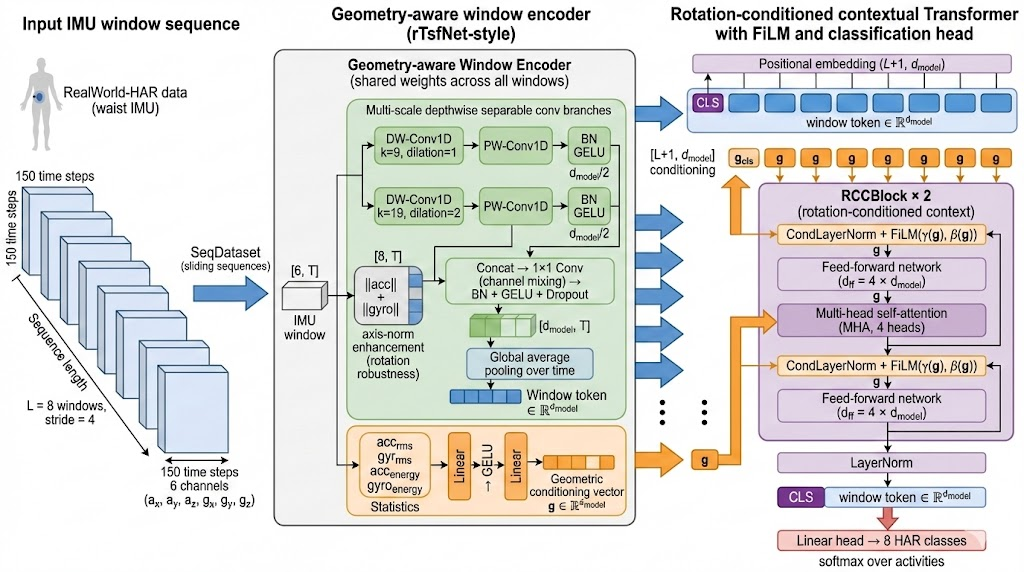 Input IMU window sequence
RealWorld-HAR data
(waist IMU)
150 time steps
150 time steps
SeqDataset
(sliding sequences)
Sequence length
L = 8 windows,
stride = 4
150 time steps
6 channels
(aₓ, aᵧ, a_z, gₓ, gᵧ, g_z)
Geometry-aware window encoder
(rTsfNet-style)
Geometry-aware Window Encoder
(shared weights across all windows)
Multi-scale depthwise separable conv branches
DW-Conv1D
k=9, dilation=1
PW-Conv1D
BN
GELU
d_model/2
DW-Conv1D
k=19, dilation=2
PW-Conv1D
BN
GELU
d_model/2
[6, T]
IMU
window
[8, T]
||acc||
+
||gyro||
axis-norm
enhancement
(rotation
robustness)
Concat → 1×1 Conv
(channel mixing) →
BN + GELU + Dropout
[d_model, T]
Global average
pooling over time
Window token
∈ ℝ^d_model
acc_rms
gyr_rms
acc_energy
gyro_energy
Statistics
Linear
→ GELU →
Linear
Geometric
conditioning vector
g ∈ ℝ^g_model
Rotation-conditioned contextual Transformer
with FiLM and classification head
Positional embedding (L+1, d_model)
CLS
window token ∈ ℝ^d_model
[L+1, d_model]
conditioning
g_cls
g
g
g
g
g
g
g
RCCBlock × 2
(rotation-conditioned context)
CondLayerNorm + FiLM(γ(g), β(g))
g
Feed-forward network
(d_ff = 4 × d_model)
g
Multi-head self-attention
(MHA, 4 heads)
CondLayerNorm + FiLM(γ(g), β(g))
g
Feed-forward network
(d_ff = 4 × d_model)
g
LayerNorm
CLS
window token ∈ ℝ^d_model
Linear head → 8 HAR classes
softmax over activities